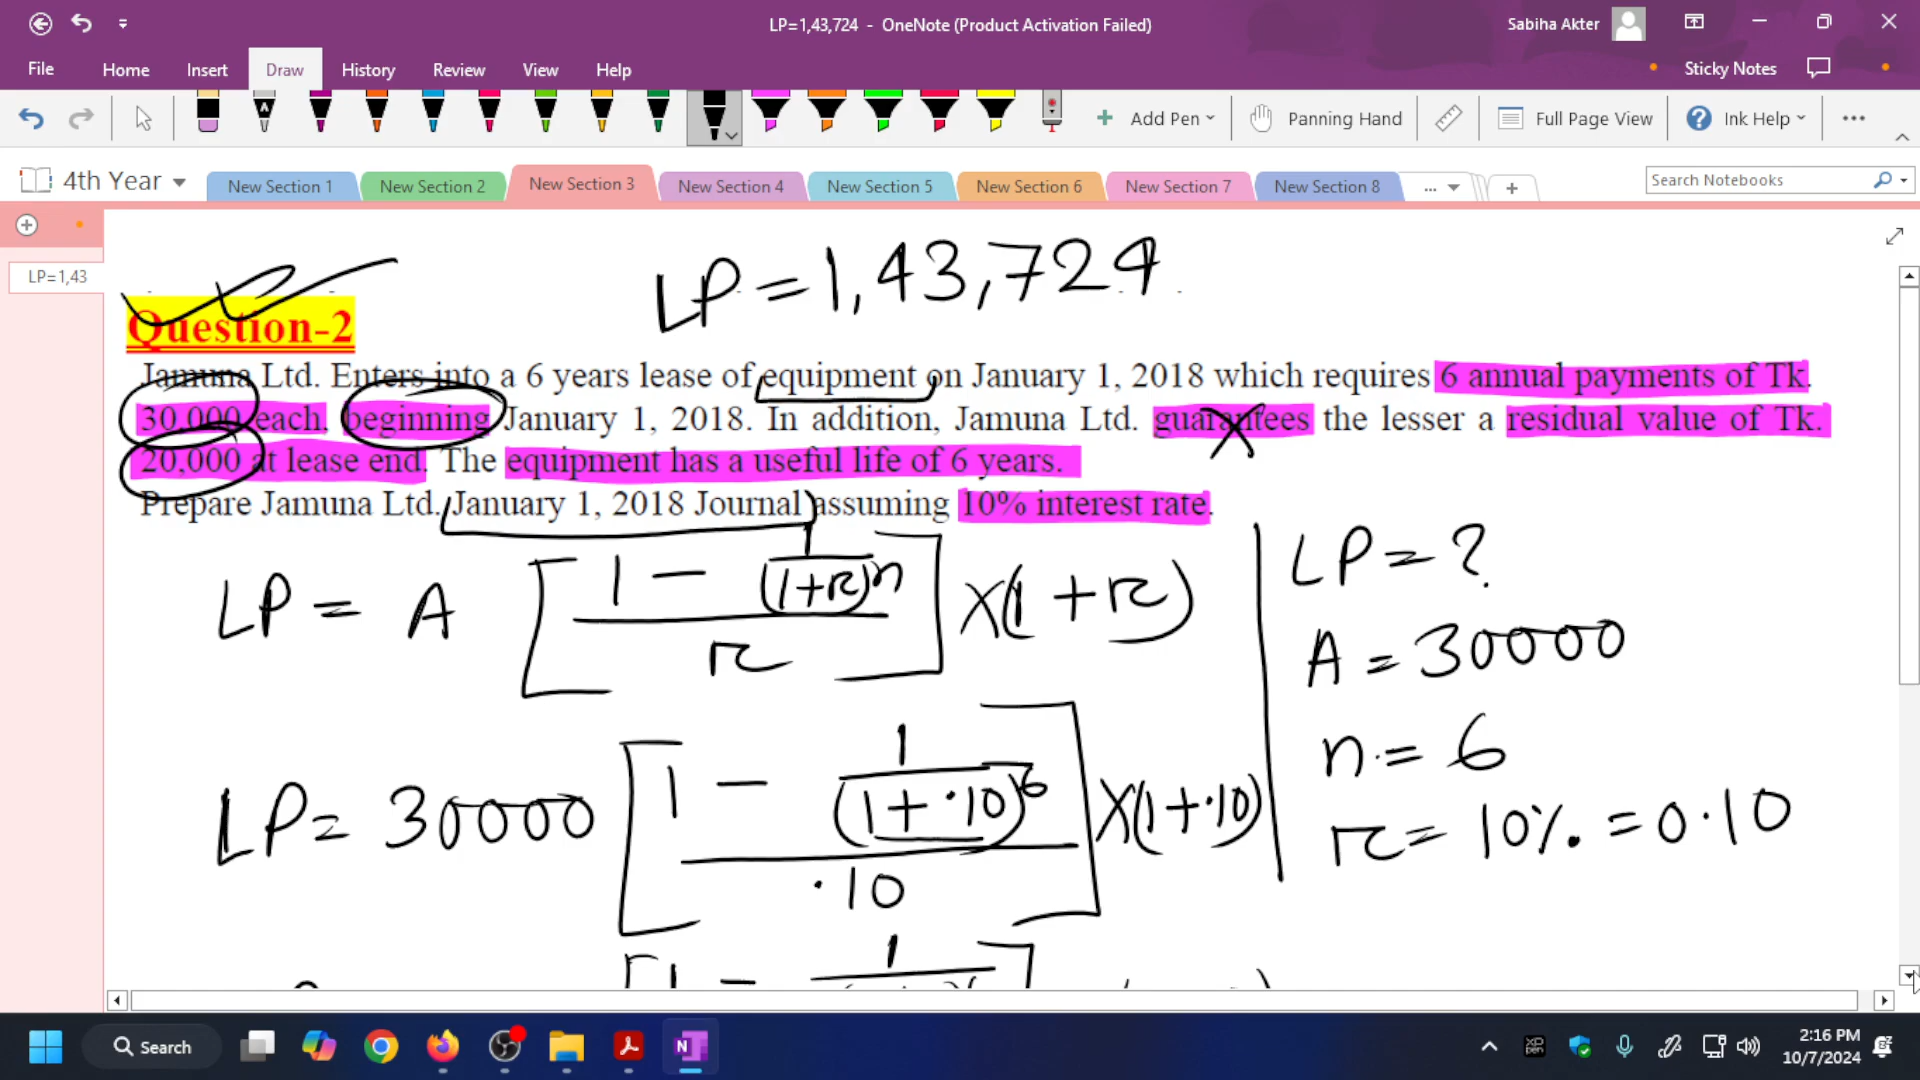 LP=1,43,724 - OneNote (Product Activation Failed)
Sabiha Akter
File Home Insert Draw History Review View Help
Sticky Notes
Add Pen
Panning Hand
Full Page View
Ink Help
4th Year
New Section 1 New Section 2 New Section 3 New Section 4 New Section 5 New Section 6 New Section 7 New Section 8 ...
Search Notebooks
LP=1,43
LP=1,43,724
Question-2
Jamuna Ltd. Enters into a 6 years lease of equipment on January 1, 2018 which requires 6 annual payments of Tk.
30,000 each, beginning January 1, 2018. In addition, Jamuna Ltd. guarantees the lesser a residual value of Tk.
20,000 at lease end. The equipment has a useful life of 6 years.
Prepare Jamuna Ltd. January 1, 2018 Journal assuming 10% interest rate.
LP = A [ 1 - 1/(1+r)^n / r ] x (1+r)
LP = ?
A = 30000
n = 6
r = 10% = 0.10
LP = 30000 [ 1 - 1/(1+.10)^6 / .10 ] x (1+.10)
Search
2:16 PM
10/7/2024